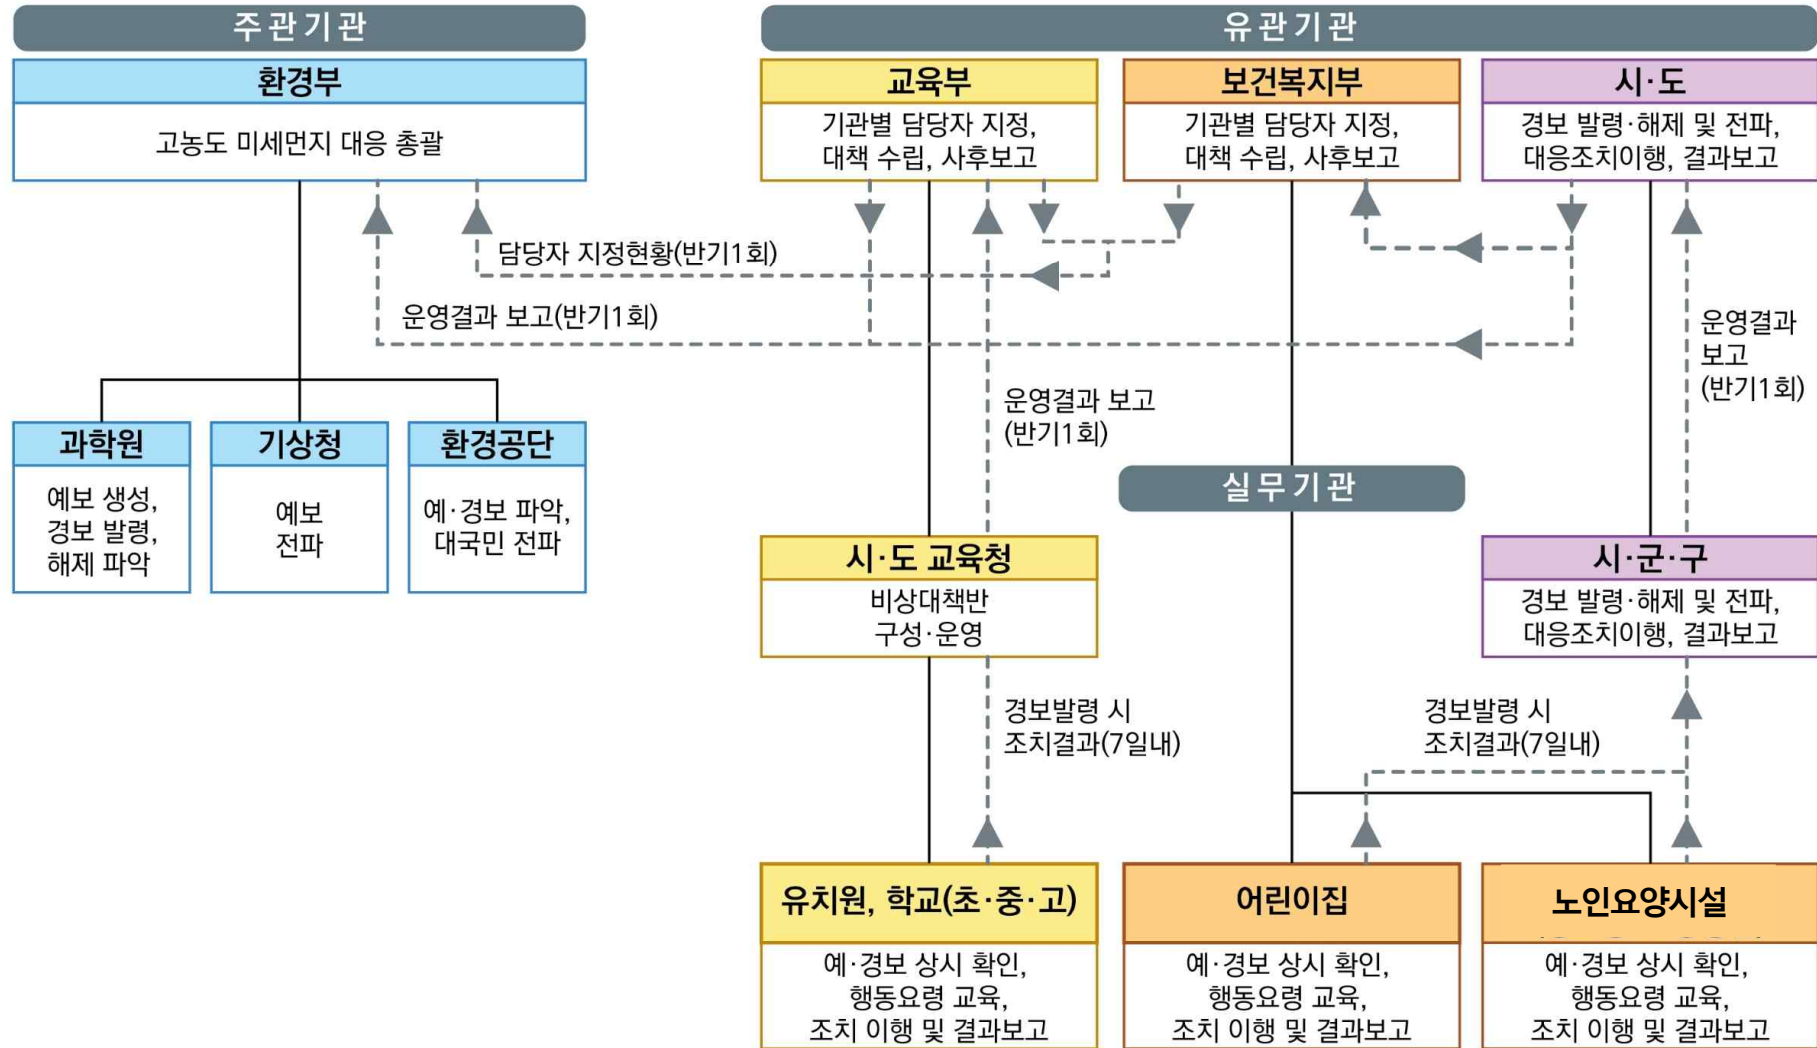 주관기관
유관기관
환경부
고농도 미세먼지 대응 총괄
교육부
기관별 담당자 지정,
대책 수립, 사후보고
보건복지부
기관별 담당자 지정,
대책 수립, 사후보고
시·도
경보 발령·해제 및 전파,
대응조치이행, 결과보고
담당자 지정현황(반기1회)
운영결과 보고(반기1회)
운영결과
보고
(반기1회)
운영결과 보고
(반기1회)
과학원
예보 생성,
경보 발령,
해제 파악
기상청
예보
전파
환경공단
예·경보 파악,
대국민 전파
실무기관
시·도 교육청
비상대책반
구성·운영
시·군·구
경보 발령·해제 및 전파,
대응조치이행, 결과보고
경보발령 시
조치결과(7일내)
경보발령 시
조치결과(7일내)
유치원, 학교(초·중·고)
예·경보 상시 확인,
행동요령 교육,
조치 이행 및 결과보고
어린이집
예·경보 상시 확인,
행동요령 교육,
조치 이행 및 결과보고
노인요양시설
예·경보 상시 확인,
행동요령 교육,
조치 이행 및 결과보고